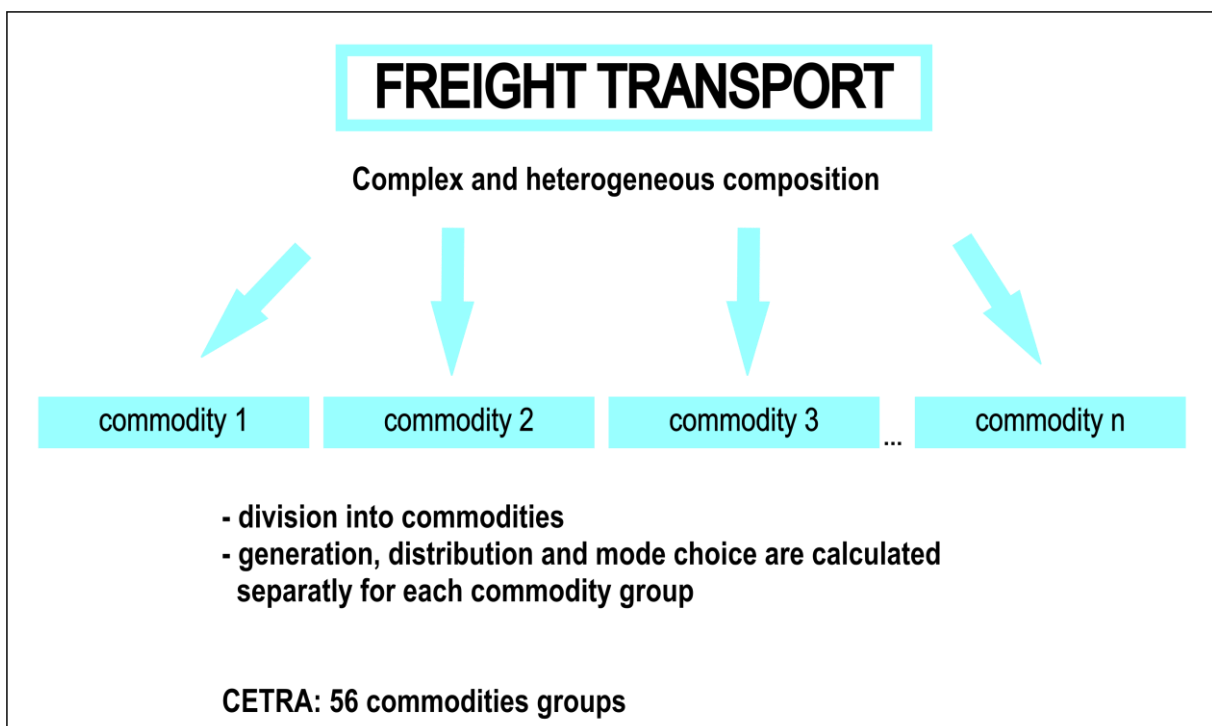 FREIGHT TRANSPORT
Complex and heterogeneous composition
commodity 1
commodity 2
commodity 3
...
commodity n
- division into commodities
- generation, distribution and mode choice are calculated
separatly for each commodity group
CETRA: 56 commodities groups